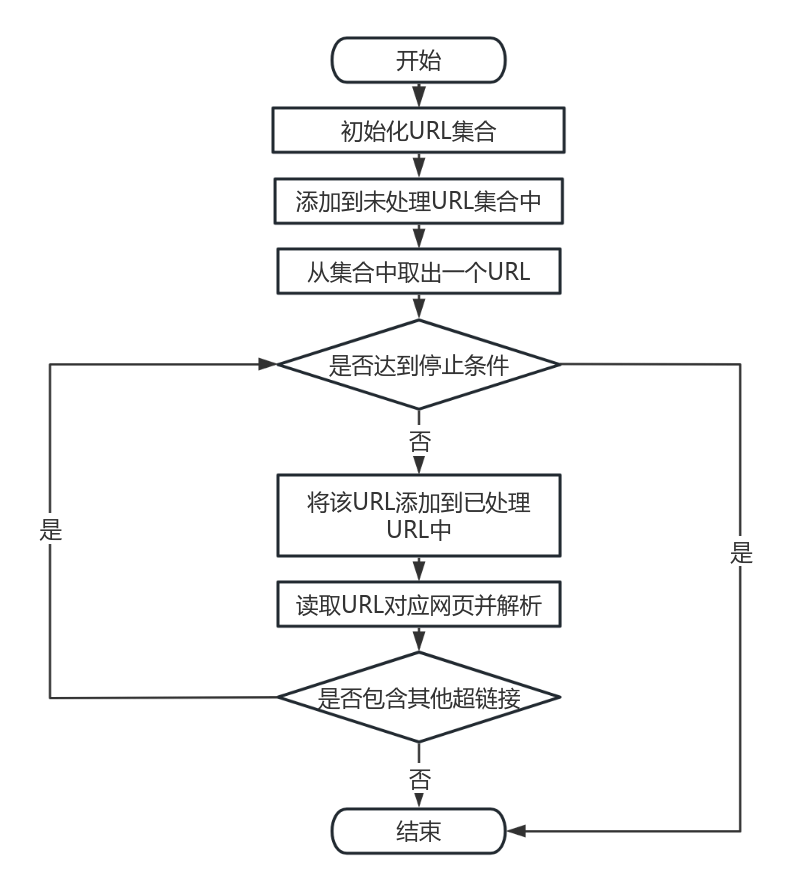 开始
初始化URL集合
添加到未处理URL集合中
从集合中取出一个URL
是否达到停止条件
否
将该URL添加到已处理
URL中
是
是
读取URL对应网页并解析
是否包含其他超链接
否
结束